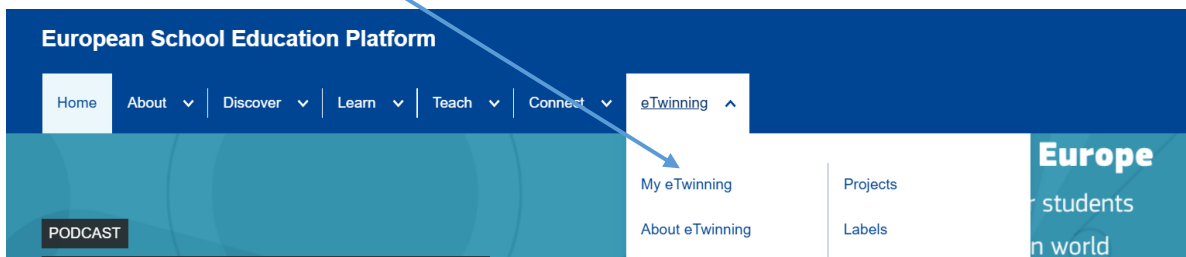 European School Education Platform
Home About Discover Learn Teach Connect eTwinning
Europe
My eTwinning Projects
students
PODCAST
About eTwinning Labels
n world